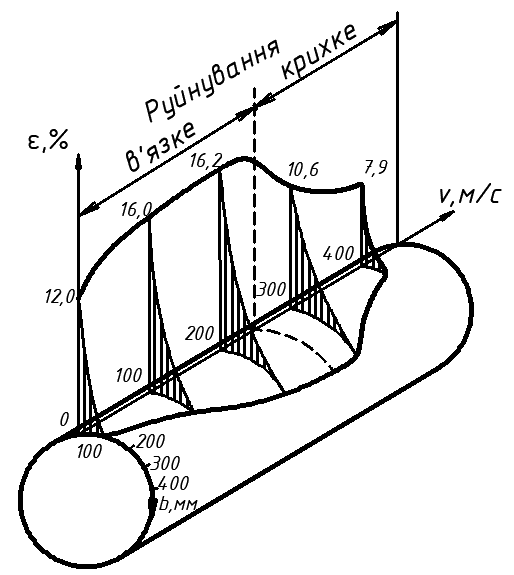 Руйнування
в'язке
крихке
ε,%
16,2
10,6
7,9
16,0
v,м/с
12,0
400
300
200
100
0
100
200
300
400
b,мм